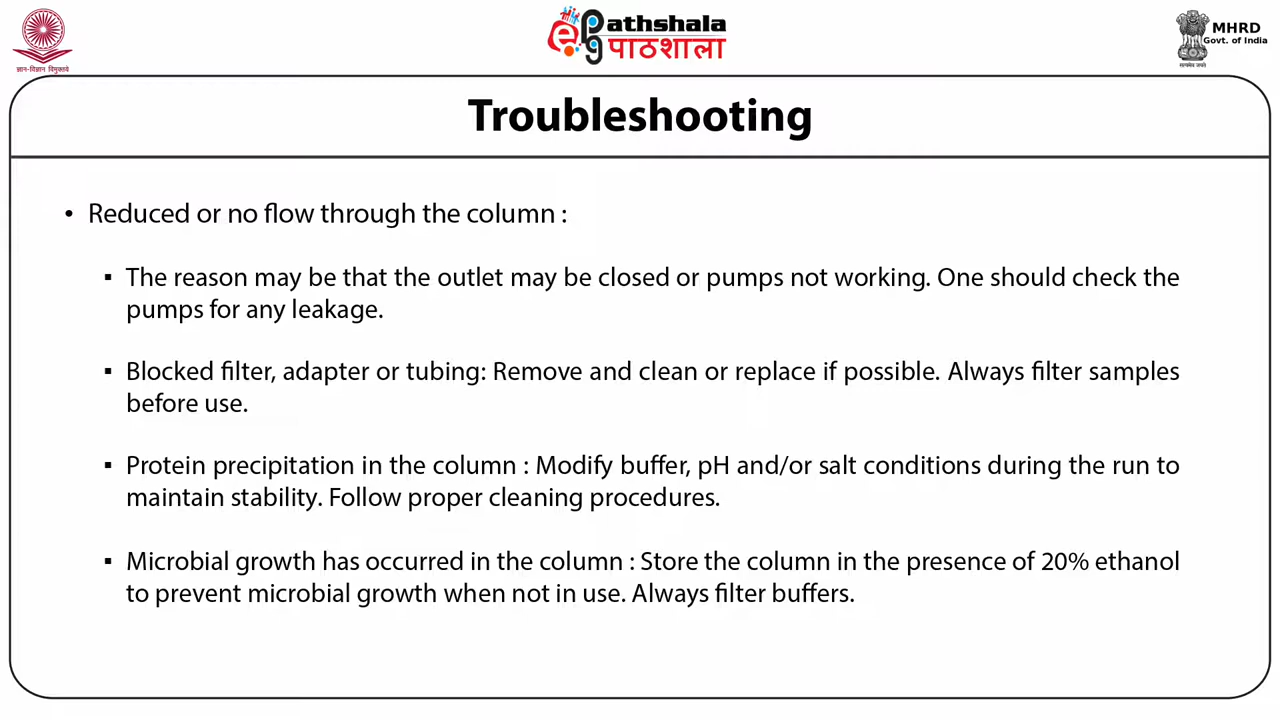 ज्ञान-विज्ञान विमुक्तये
ePathshala
पाठशाला
MHRD
Govt. of India
सत्यमेव जयते
Troubleshooting
• Reduced or no flow through the column :
▪ The reason may be that the outlet may be closed or pumps not working. One should check the
pumps for any leakage.
▪ Blocked filter, adapter or tubing: Remove and clean or replace if possible. Always filter samples
before use.
▪ Protein precipitation in the column : Modify buffer, pH and/or salt conditions during the run to
maintain stability. Follow proper cleaning procedures.
▪ Microbial growth has occurred in the column : Store the column in the presence of 20% ethanol
to prevent microbial growth when not in use. Always filter buffers.